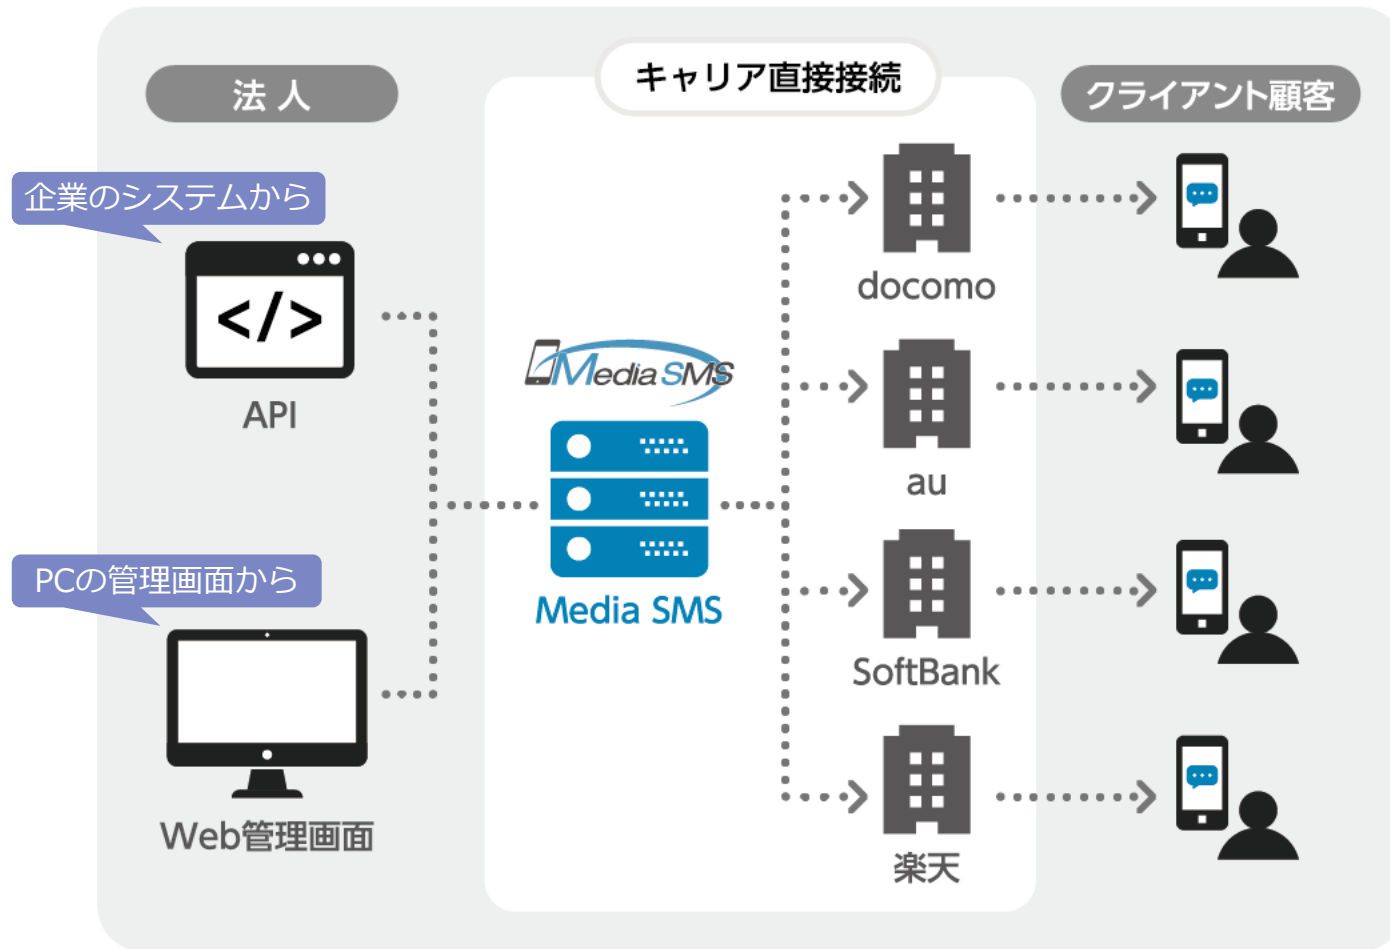 法人
キャリア直接接続
クライアント顧客
企業のシステムから
</>
API
PCの管理画面から
Web管理画面
Media SMS
Media SMS
docomo
au
SoftBank
楽天